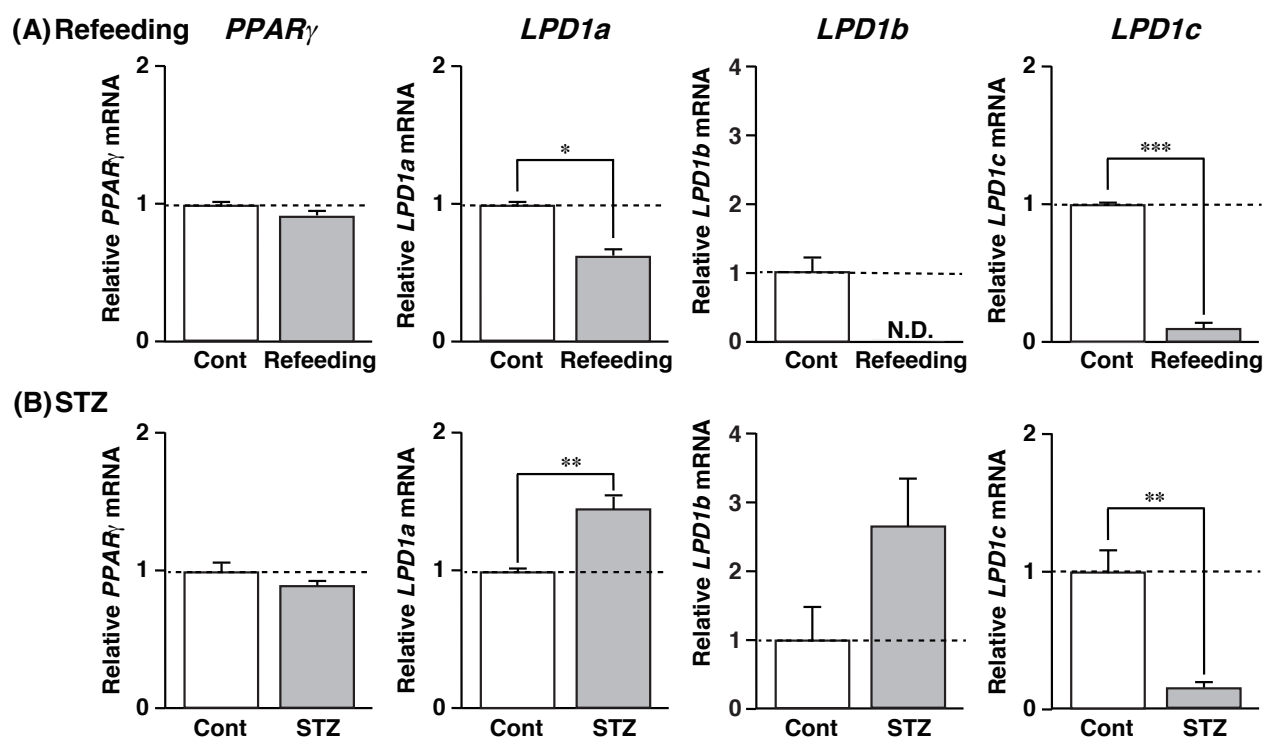 (A) Refeeding PPARγ LPD1a LPD1b LPD1c
Relative PPARγ mRNA
2
1
0
Cont Refeeding
Relative LPD1a mRNA
2
1
0
*
Cont Refeeding
Relative LPD1b mRNA
4
3
2
1
0
N.D.
Cont Refeeding
Relative LPD1c mRNA
2
1
0
***
Cont Refeeding
(B) STZ
Relative PPARγ mRNA
2
1
0
Cont STZ
Relative LPD1a mRNA
2
1
0
**
Cont STZ
Relative LPD1b mRNA
4
3
2
1
0
Cont STZ
Relative LPD1c mRNA
2
1
0
**
Cont STZ